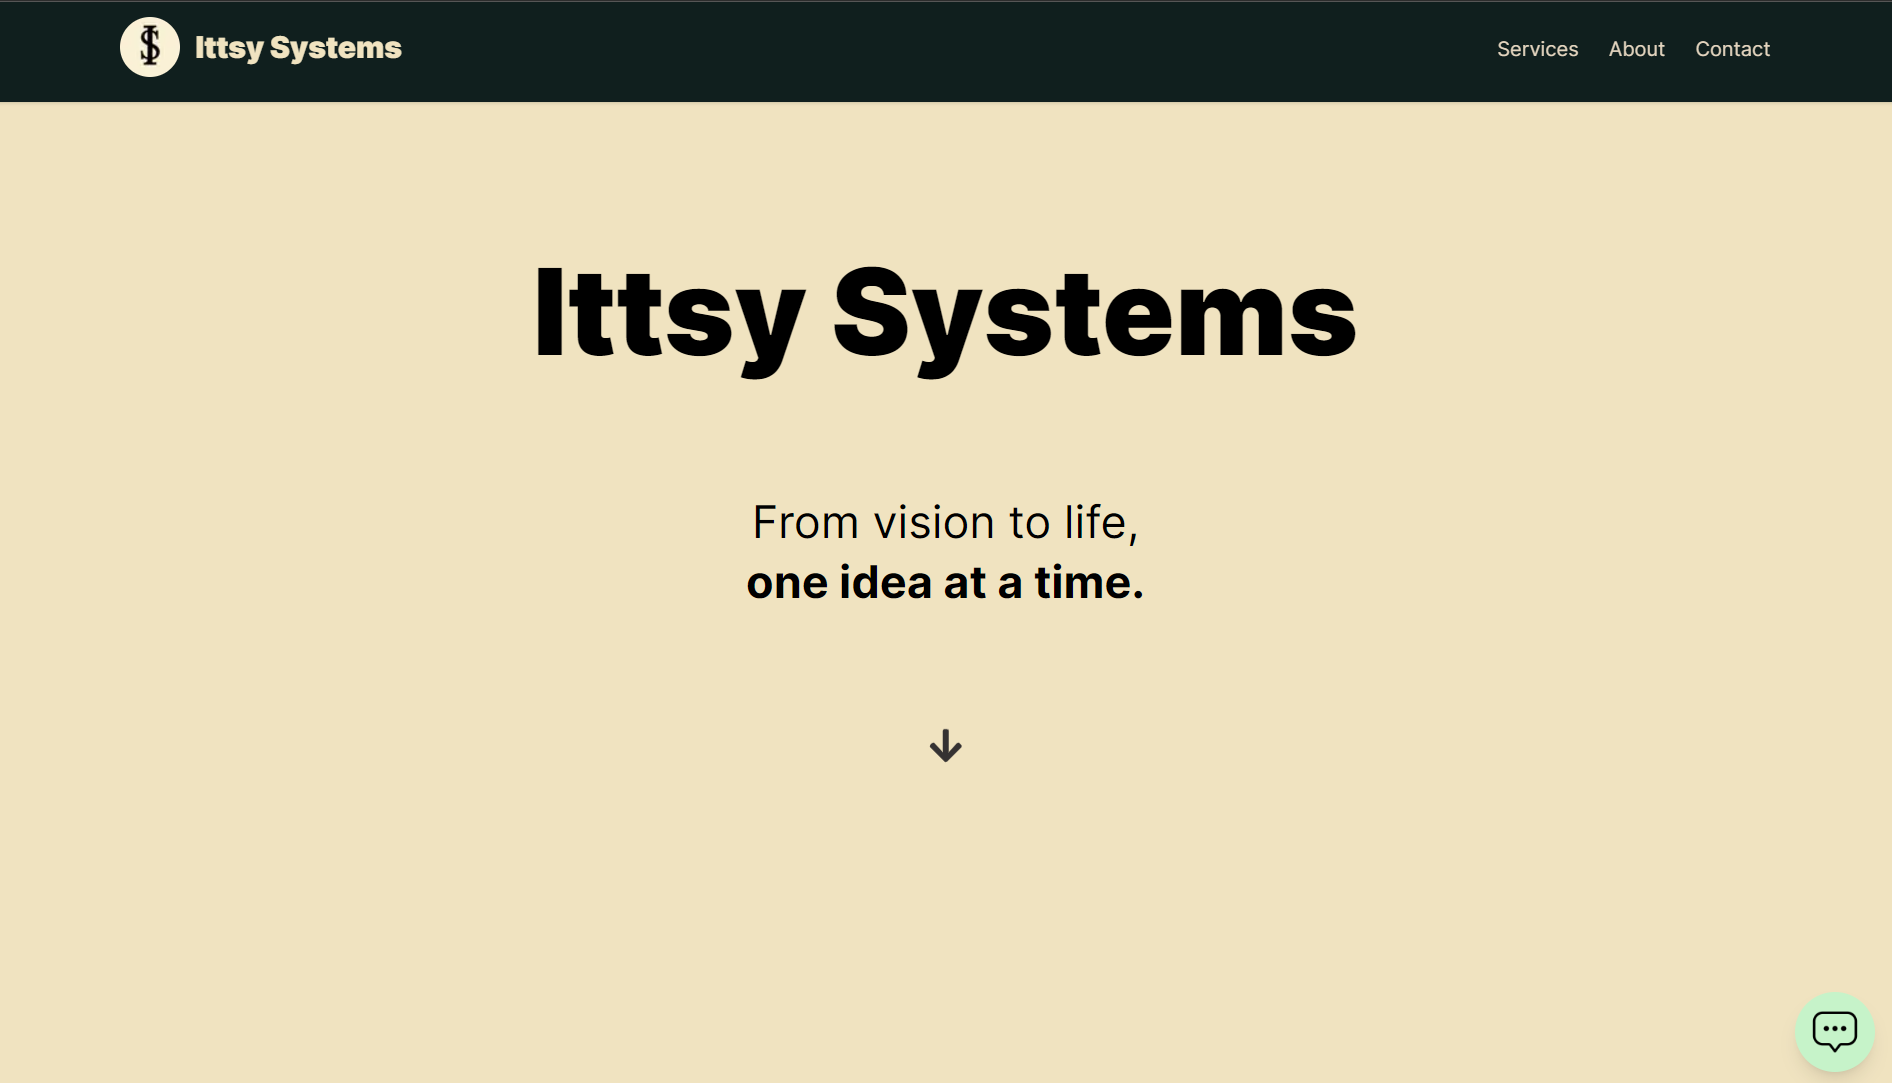 Ittsy Systems
Services About Contact
Ittsy Systems
From vision to life,
one idea at a time.